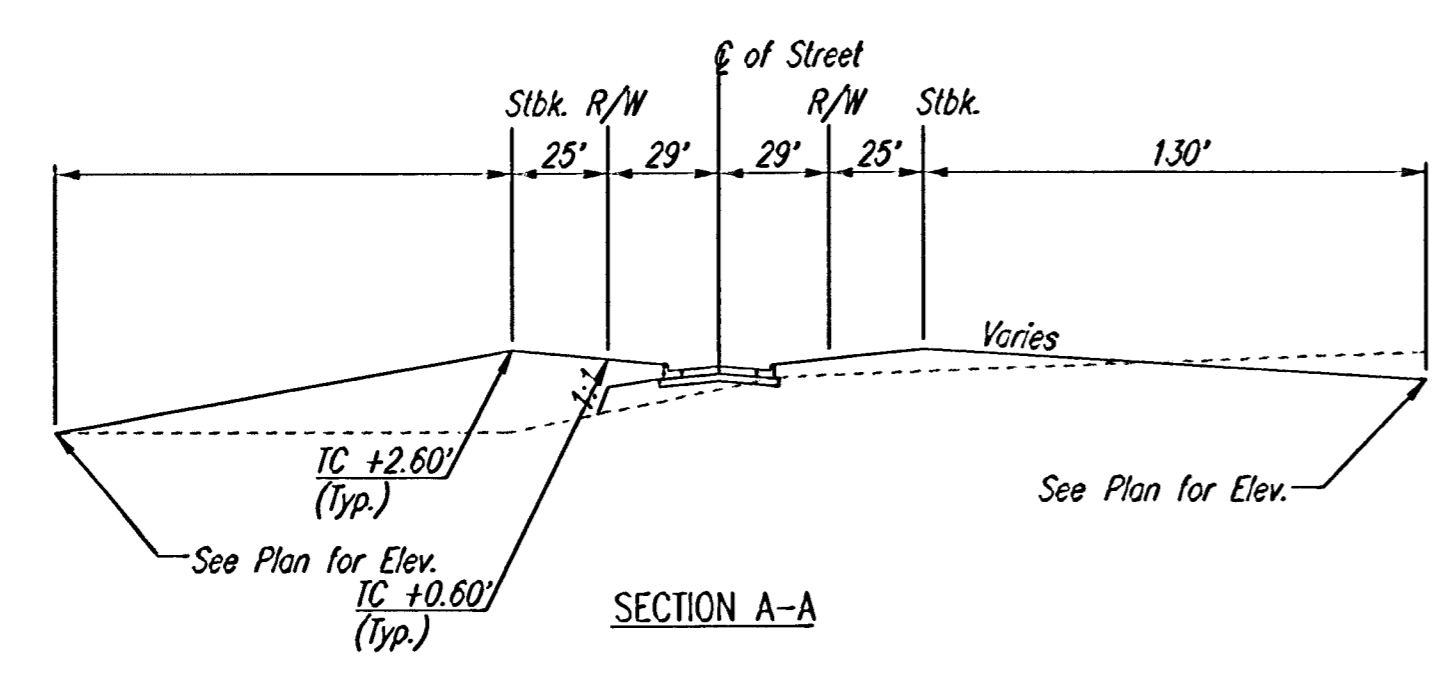 ℄ of Street
Stbk. R/W R/W Stbk.
25' 29' 29' 25' 130'
Varies
1:1
TC +2.60'
(Typ.)
See Plan for Elev.
See Plan for Elev.
TC +0.60'
(Typ.)
SECTION A-A